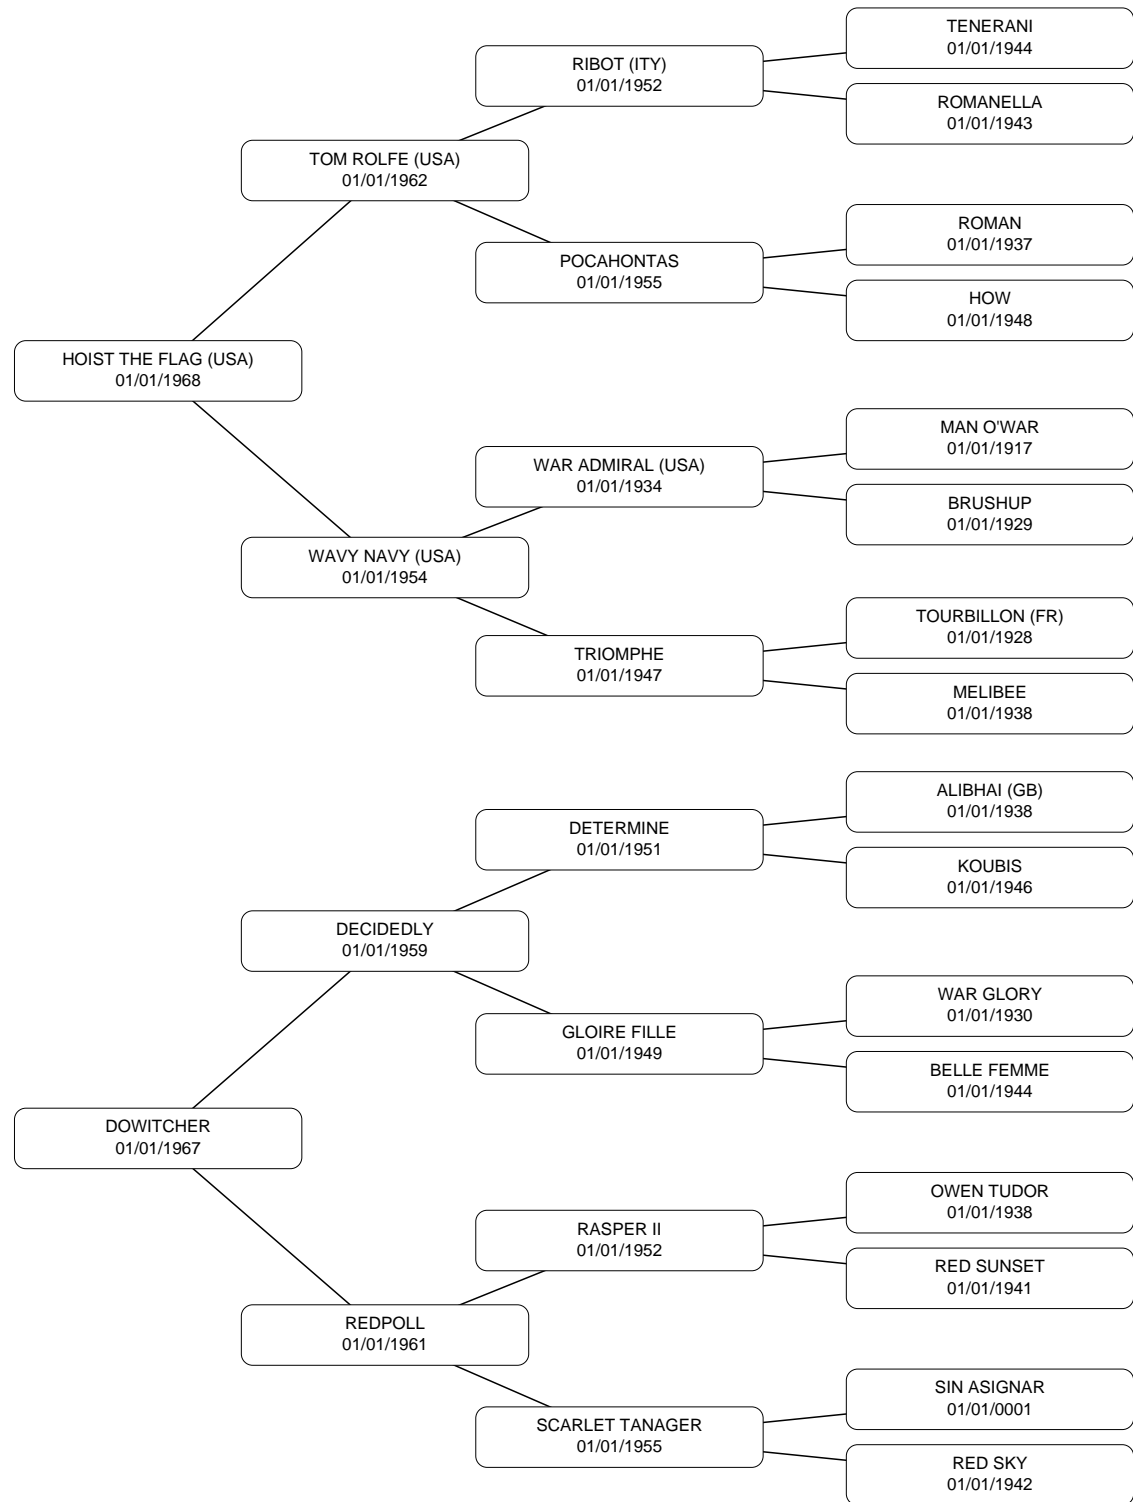 TENERANI
01/01/1944
RIBOT (ITY)
01/01/1952
ROMANELLA
01/01/1943
TOM ROLFE (USA)
01/01/1962
ROMAN
01/01/1937
POCAHONTAS
01/01/1955
HOW
01/01/1948
HOIST THE FLAG (USA)
01/01/1968
MAN O'WAR
01/01/1917
WAR ADMIRAL (USA)
01/01/1934
BRUSHUP
01/01/1929
WAVY NAVY (USA)
01/01/1954
TOURBILLON (FR)
01/01/1928
TRIOMPHE
01/01/1947
MELIBEE
01/01/1938
ALIBHAI (GB)
01/01/1938
DETERMINE
01/01/1951
KOUBIS
01/01/1946
DECIDEDLY
01/01/1959
WAR GLORY
01/01/1930
GLOIRE FILLE
01/01/1949
BELLE FEMME
01/01/1944
DOWITCHER
01/01/1967
OWEN TUDOR
01/01/1938
RASPER II
01/01/1952
RED SUNSET
01/01/1941
REDPOLL
01/01/1961
SIN ASIGNAR
01/01/0001
SCARLET TANAGER
01/01/1955
RED SKY
01/01/1942